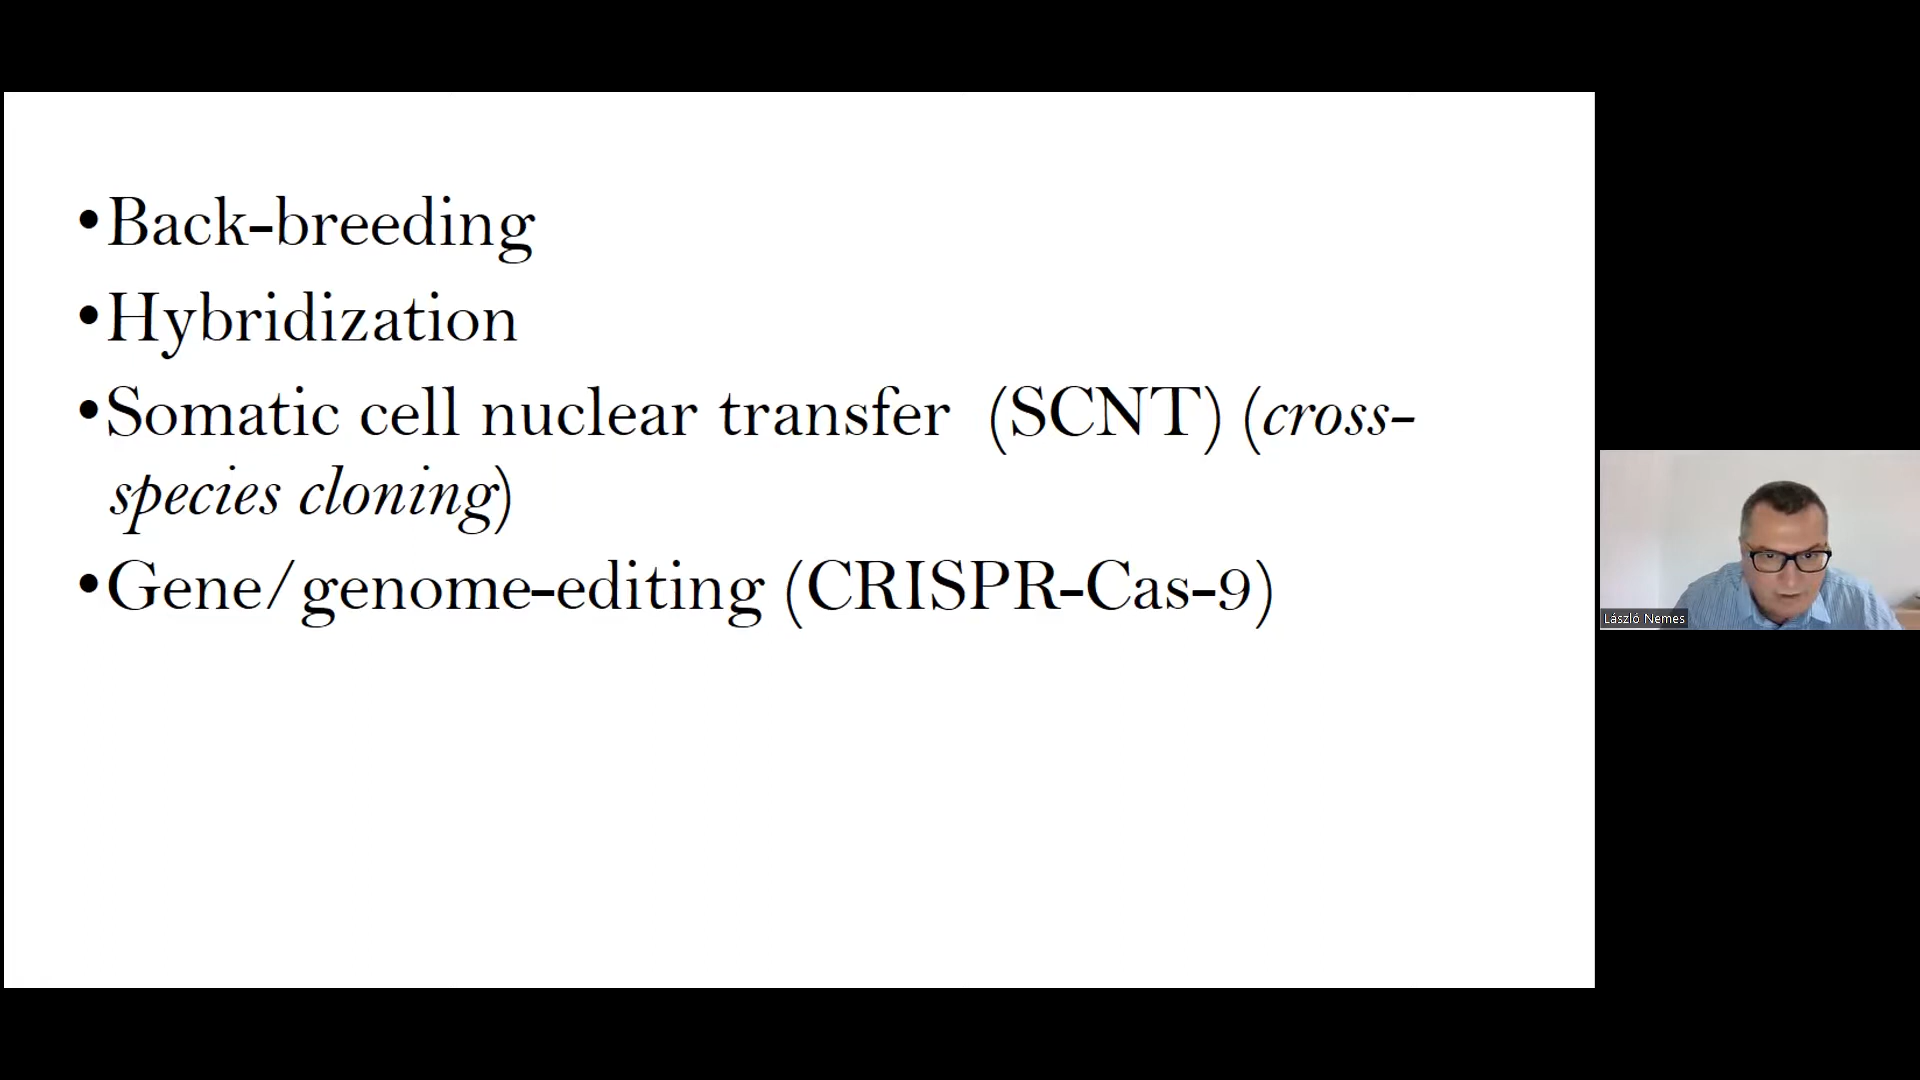 •Back-breeding
•Hybridization
•Somatic cell nuclear transfer (SCNT) (cross-
species cloning)
•Gene/genome-editing (CRISPR-Cas-9)
László Nemes